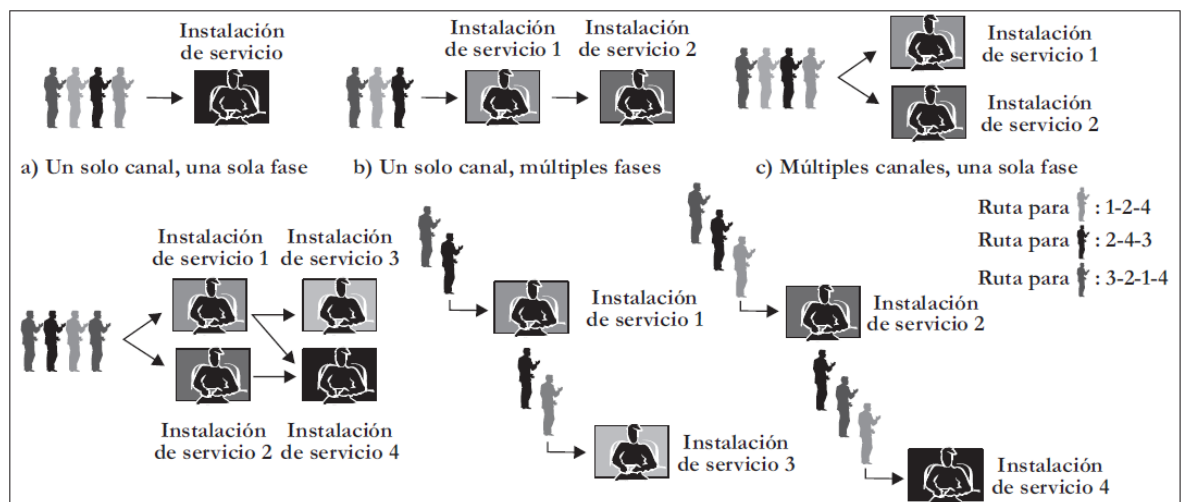 Instalación
de servicio
a) Un solo canal, una sola fase
Instalación
de servicio 1
Instalación
de servicio 2
b) Un solo canal, múltiples fases
Instalación
de servicio 1
Instalación
de servicio 2
c) Múltiples canales, una sola fase
Ruta para : 1-2-4
Ruta para : 2-4-3
Ruta para : 3-2-1-4
Instalación
de servicio 1
Instalación
de servicio 3
Instalación
de servicio 2
Instalación
de servicio 4
Instalación
de servicio 1
Instalación
de servicio 2
Instalación
de servicio 3
Instalación
de servicio 4